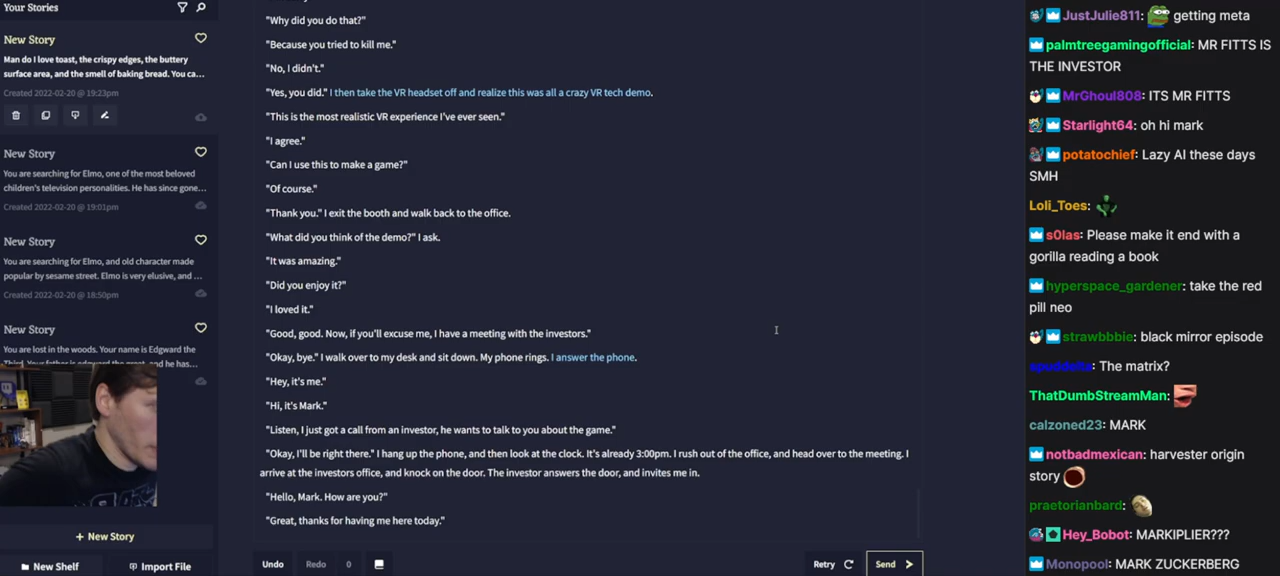 Your Stories
New Story
Man do I love toast, the crispy edges, the buttery
surface area, and the smell of baking bread. You ca...
Created 2022-02-20 @ 19:23pm
New Story
You are searching for Elmo, one of the most beloved
children's television personalities. He has since gone...
Created 2022-02-20 @ 19:01pm
New Story
You are searching for Elmo, and old character made
popular by sesame street. Elmo is very elusive, and ...
Created 2022-02-20 @ 18:50pm
New Story
You are lost in the woods. Your name is Edgward the
Third. Your father is edgward the great, and he has...
+ New Story
New Shelf
Import File
"Why did you do that?"
"Because you tried to kill me."
"No, I didn't."
"Yes, you did." I then take the VR headset off and realize this was all a crazy VR tech demo.
"This is the most realistic VR experience I've ever seen."
"I agree."
"Can I use this to make a game?"
"Of course."
"Thank you." I exit the booth and walk back to the office.
"What did you think of the demo?" I ask.
"It was amazing."
"Did you enjoy it?"
"I loved it."
"Good, good. Now, if you'll excuse me, I have a meeting with the investors."
"Okay, bye." I walk over to my desk and sit down. My phone rings. I answer the phone.
"Hey, it's me."
"Hi, it's Mark."
"Listen, I just got a call from an investor, he wants to talk to you about the game."
"Okay, I'll be right there." I hang up the phone, and then look at the clock. It's already 3:00pm. I rush out of the office, and head over to the meeting. I
arrive at the investors office, and knock on the door. The investor answers the door, and invites me in.
"Hello, Mark. How are you?"
"Great, thanks for having me here today."
Undo
Redo
0
Retry
Send
JustJulie811: getting meta
palmtreegamingofficial: MR FITTS IS
THE INVESTOR
MrGhoul808: ITS MR FITTS
Starlight64: oh hi mark
potatochief: Lazy AI these days
SMH
Loli_Toes:
s0las: Please make it end with a
gorilla reading a book
hyperspace_gardener: take the red
pill neo
strawbbbie: black mirror episode
The matrix?
ThatDumbStreamMan:
calzoned23: MARK
notbadmexican: harvester origin
story
praetorianbard:
Hey_Bobot: MARKIPLIER???
Monopool: MARK ZUCKERBERG